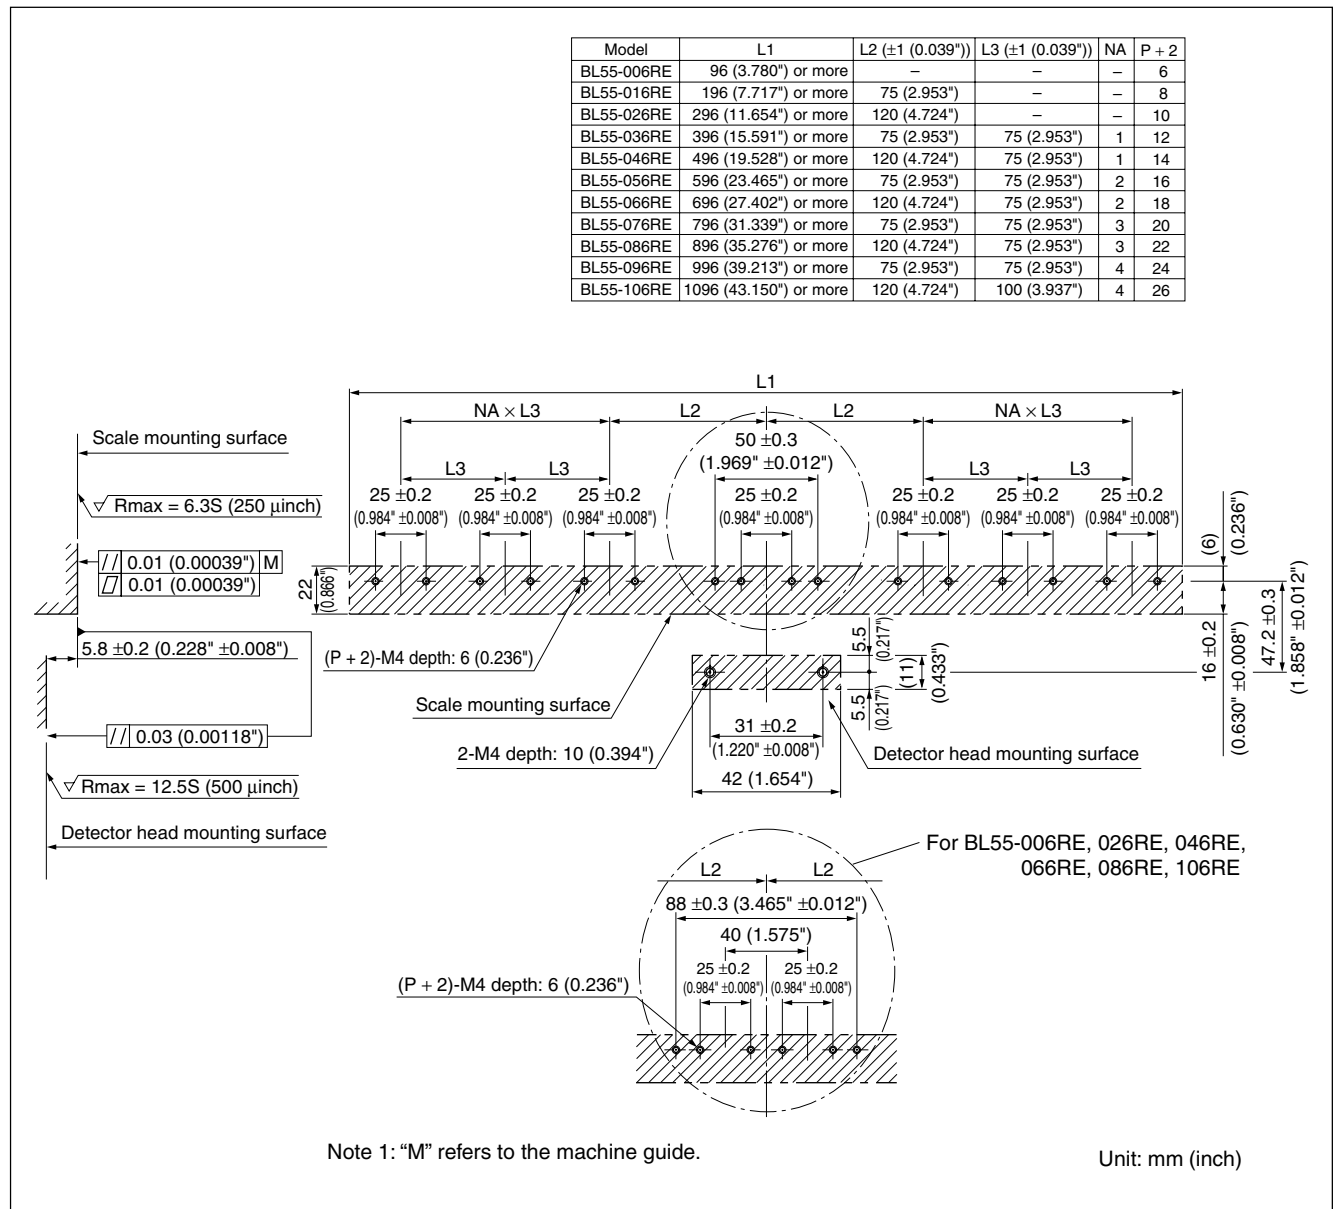 Model L1 L2 (±1 (0.039")) L3 (±1 (0.039")) NA P + 2
BL55-006RE 96 (3.780") or more – – – 6
BL55-016RE 196 (7.717") or more 75 (2.953") – – 8
BL55-026RE 296 (11.654") or more 120 (4.724") – – 10
BL55-036RE 396 (15.591") or more 75 (2.953") 75 (2.953") 1 12
BL55-046RE 496 (19.528") or more 120 (4.724") 75 (2.953") 1 14
BL55-056RE 596 (23.465") or more 75 (2.953") 75 (2.953") 2 16
BL55-066RE 696 (27.402") or more 120 (4.724") 75 (2.953") 2 18
BL55-076RE 796 (31.339") or more 75 (2.953") 75 (2.953") 3 20
BL55-086RE 896 (35.276") or more 120 (4.724") 75 (2.953") 3 22
BL55-096RE 996 (39.213") or more 75 (2.953") 75 (2.953") 4 24
BL55-106RE 1096 (43.150") or more 120 (4.724") 100 (3.937") 4 26
L1
NA × L3 L2 L2 NA × L3
Scale mounting surface
50 ±0.3
(1.969" ±0.012")
L3 L3 L3 L3
25 ±0.2 25 ±0.2 25 ±0.2 25 ±0.2 25 ±0.2 25 ±0.2 25 ±0.2
(0.984" ±0.008") (0.984" ±0.008") (0.984" ±0.008") (0.984" ±0.008") (0.984" ±0.008") (0.984" ±0.008") (0.984" ±0.008")
Rmax = 6.3S (250 µinch)
// 0.01 (0.00039") M
0.01 (0.00039")
22
(0.866")
(6)
(0.236")
5.8 ±0.2 (0.228" ±0.008")
(P + 2)-M4 depth: 6 (0.236")
5.5
(0.217")
(11)
(0.433")
5.5
(0.217")
16 ±0.2
(0.630" ±0.008")
47.2 ±0.3
(1.858" ±0.012")
Scale mounting surface
// 0.03 (0.00118")
31 ±0.2
(1.220" ±0.008")
2-M4 depth: 10 (0.394")
Detector head mounting surface
42 (1.654")
Rmax = 12.5S (500 µinch)
Detector head mounting surface
For BL55-006RE, 026RE, 046RE,
066RE, 086RE, 106RE
L2 L2
88 ±0.3 (3.465" ±0.012")
40 (1.575")
25 ±0.2 25 ±0.2
(0.984" ±0.008") (0.984" ±0.008")
(P + 2)-M4 depth: 6 (0.236")
Note 1: “M” refers to the machine guide.
Unit: mm (inch)